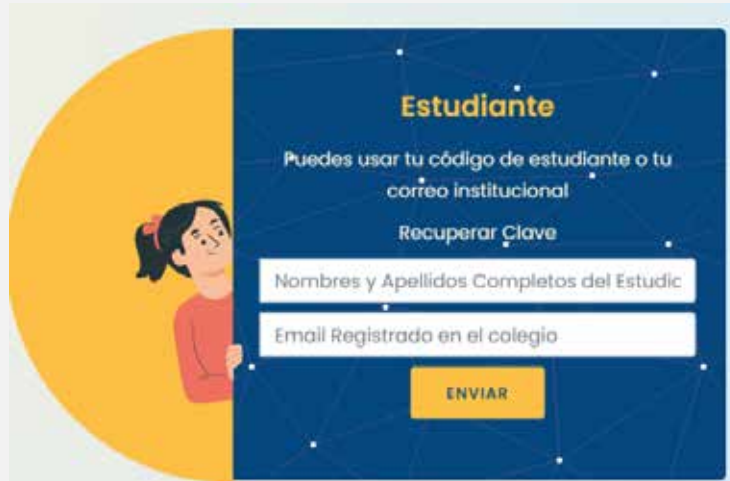 Estudiante
Puedes usar tu código de estudiante o tu
correo institucional
Recuperar Clave
Nombres y Apellidos Completos del Estudic
Email Registrado en el colegio
ENVIAR